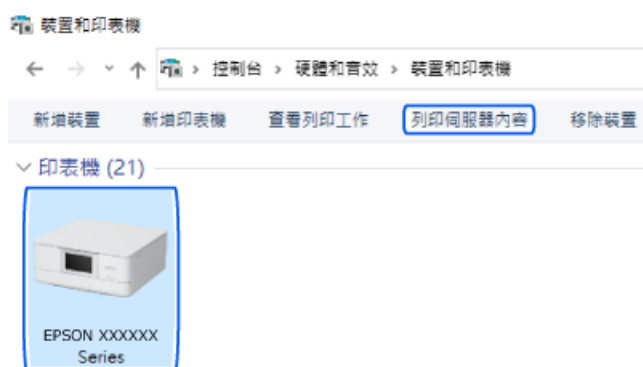 裝置和印表機
控制台 › 硬體和音效 › 裝置和印表機
新增裝置 新增印表機 查看列印工作 列印伺服器內容 移除裝置
印表機 (21)
EPSON XXXXXX
Series